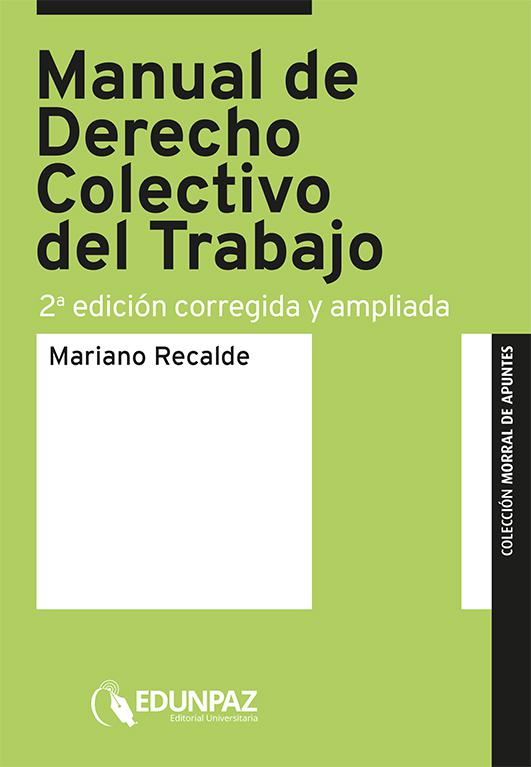 Manual de
Derecho
Colectivo
del Trabajo
2ª edición corregida y ampliada
Mariano Recalde
COLECCIÓN MORRAL DE APUNTES
EDUNPAZ
Editorial Universitaria